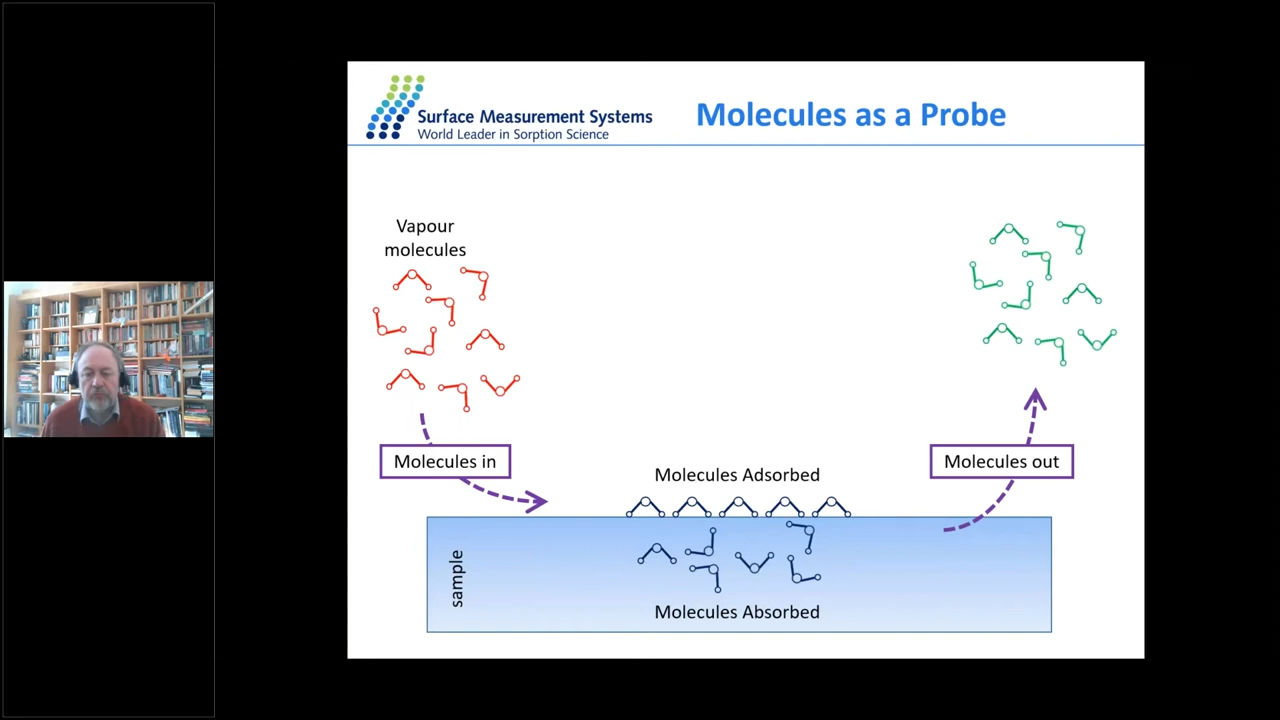 Surface Measurement Systems
World Leader in Sorption Science
Molecules as a Probe
Vapour
molecules
Molecules in
Molecules out
Molecules Adsorbed
sample
Molecules Absorbed